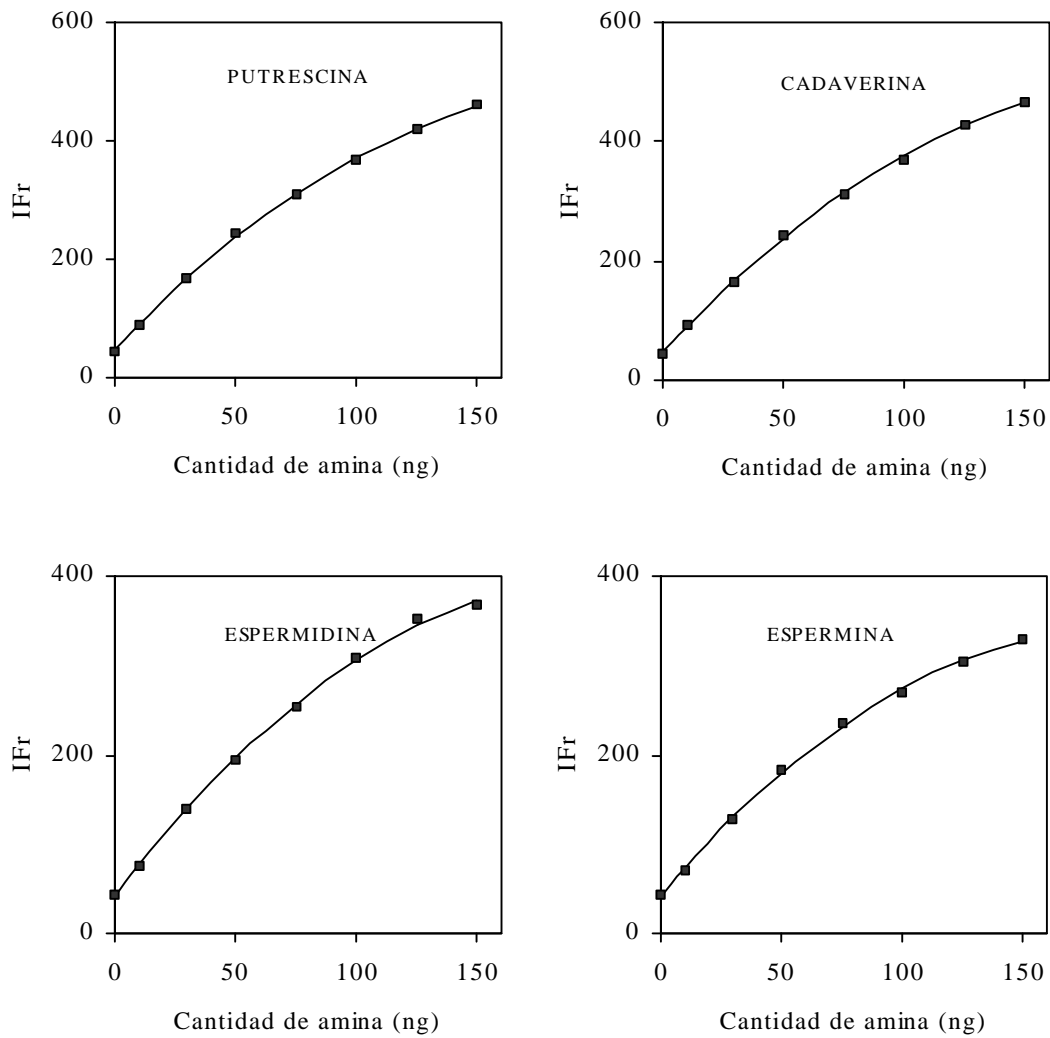 600
PUTRESCINA
400
IFr
200
0
0 50 100 150
Cantidad de amina (ng)
600
CADAVERINA
400
IFr
200
0
0 50 100 150
Cantidad de amina (ng)
400
ESPERMIDINA
IFr
200
0
0 50 100 150
Cantidad de amina (ng)
400
ESPERMINA
IFr
200
0
0 50 100 150
Cantidad de amina (ng)